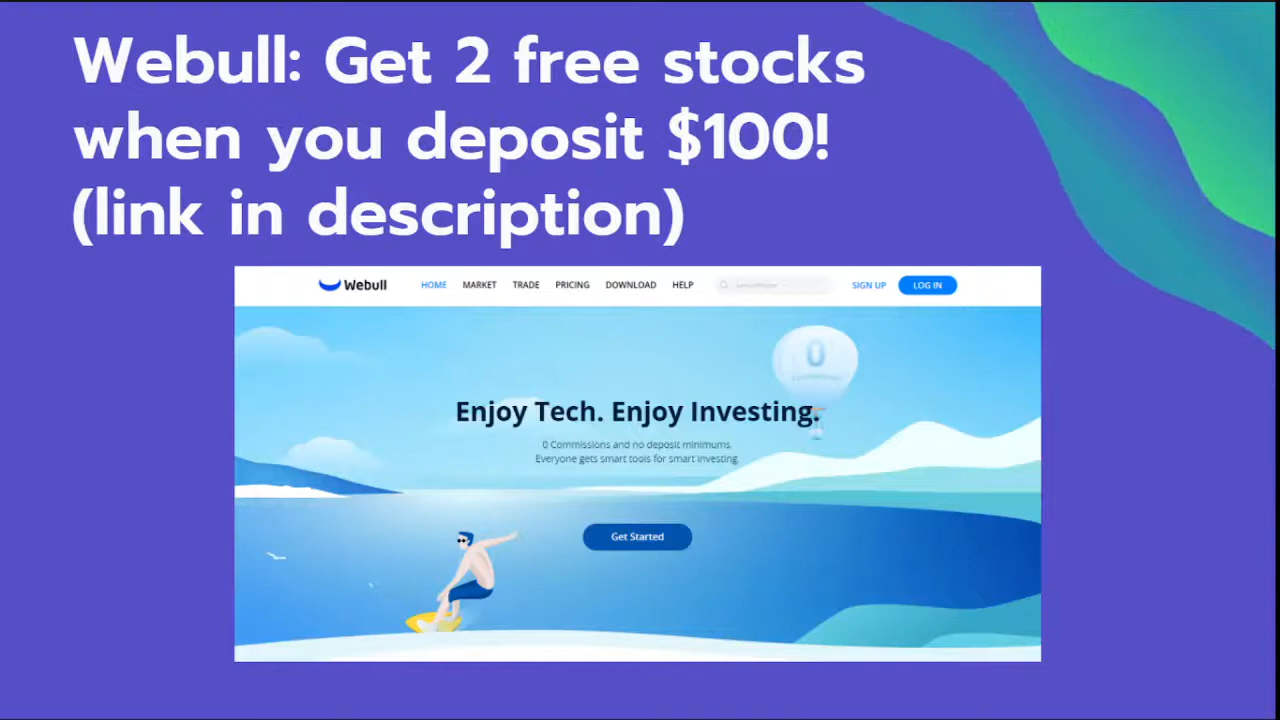 Webull: Get 2 free stocks
when you deposit $100!
(link in description)
Webull HOME MARKET TRADE PRICING DOWNLOAD HELP SIGN UP LOG IN
0
Enjoy Tech. Enjoy Investing.
0 Commissions and no deposit minimums.
Everyone gets smart tools for smart investing.
Get Started